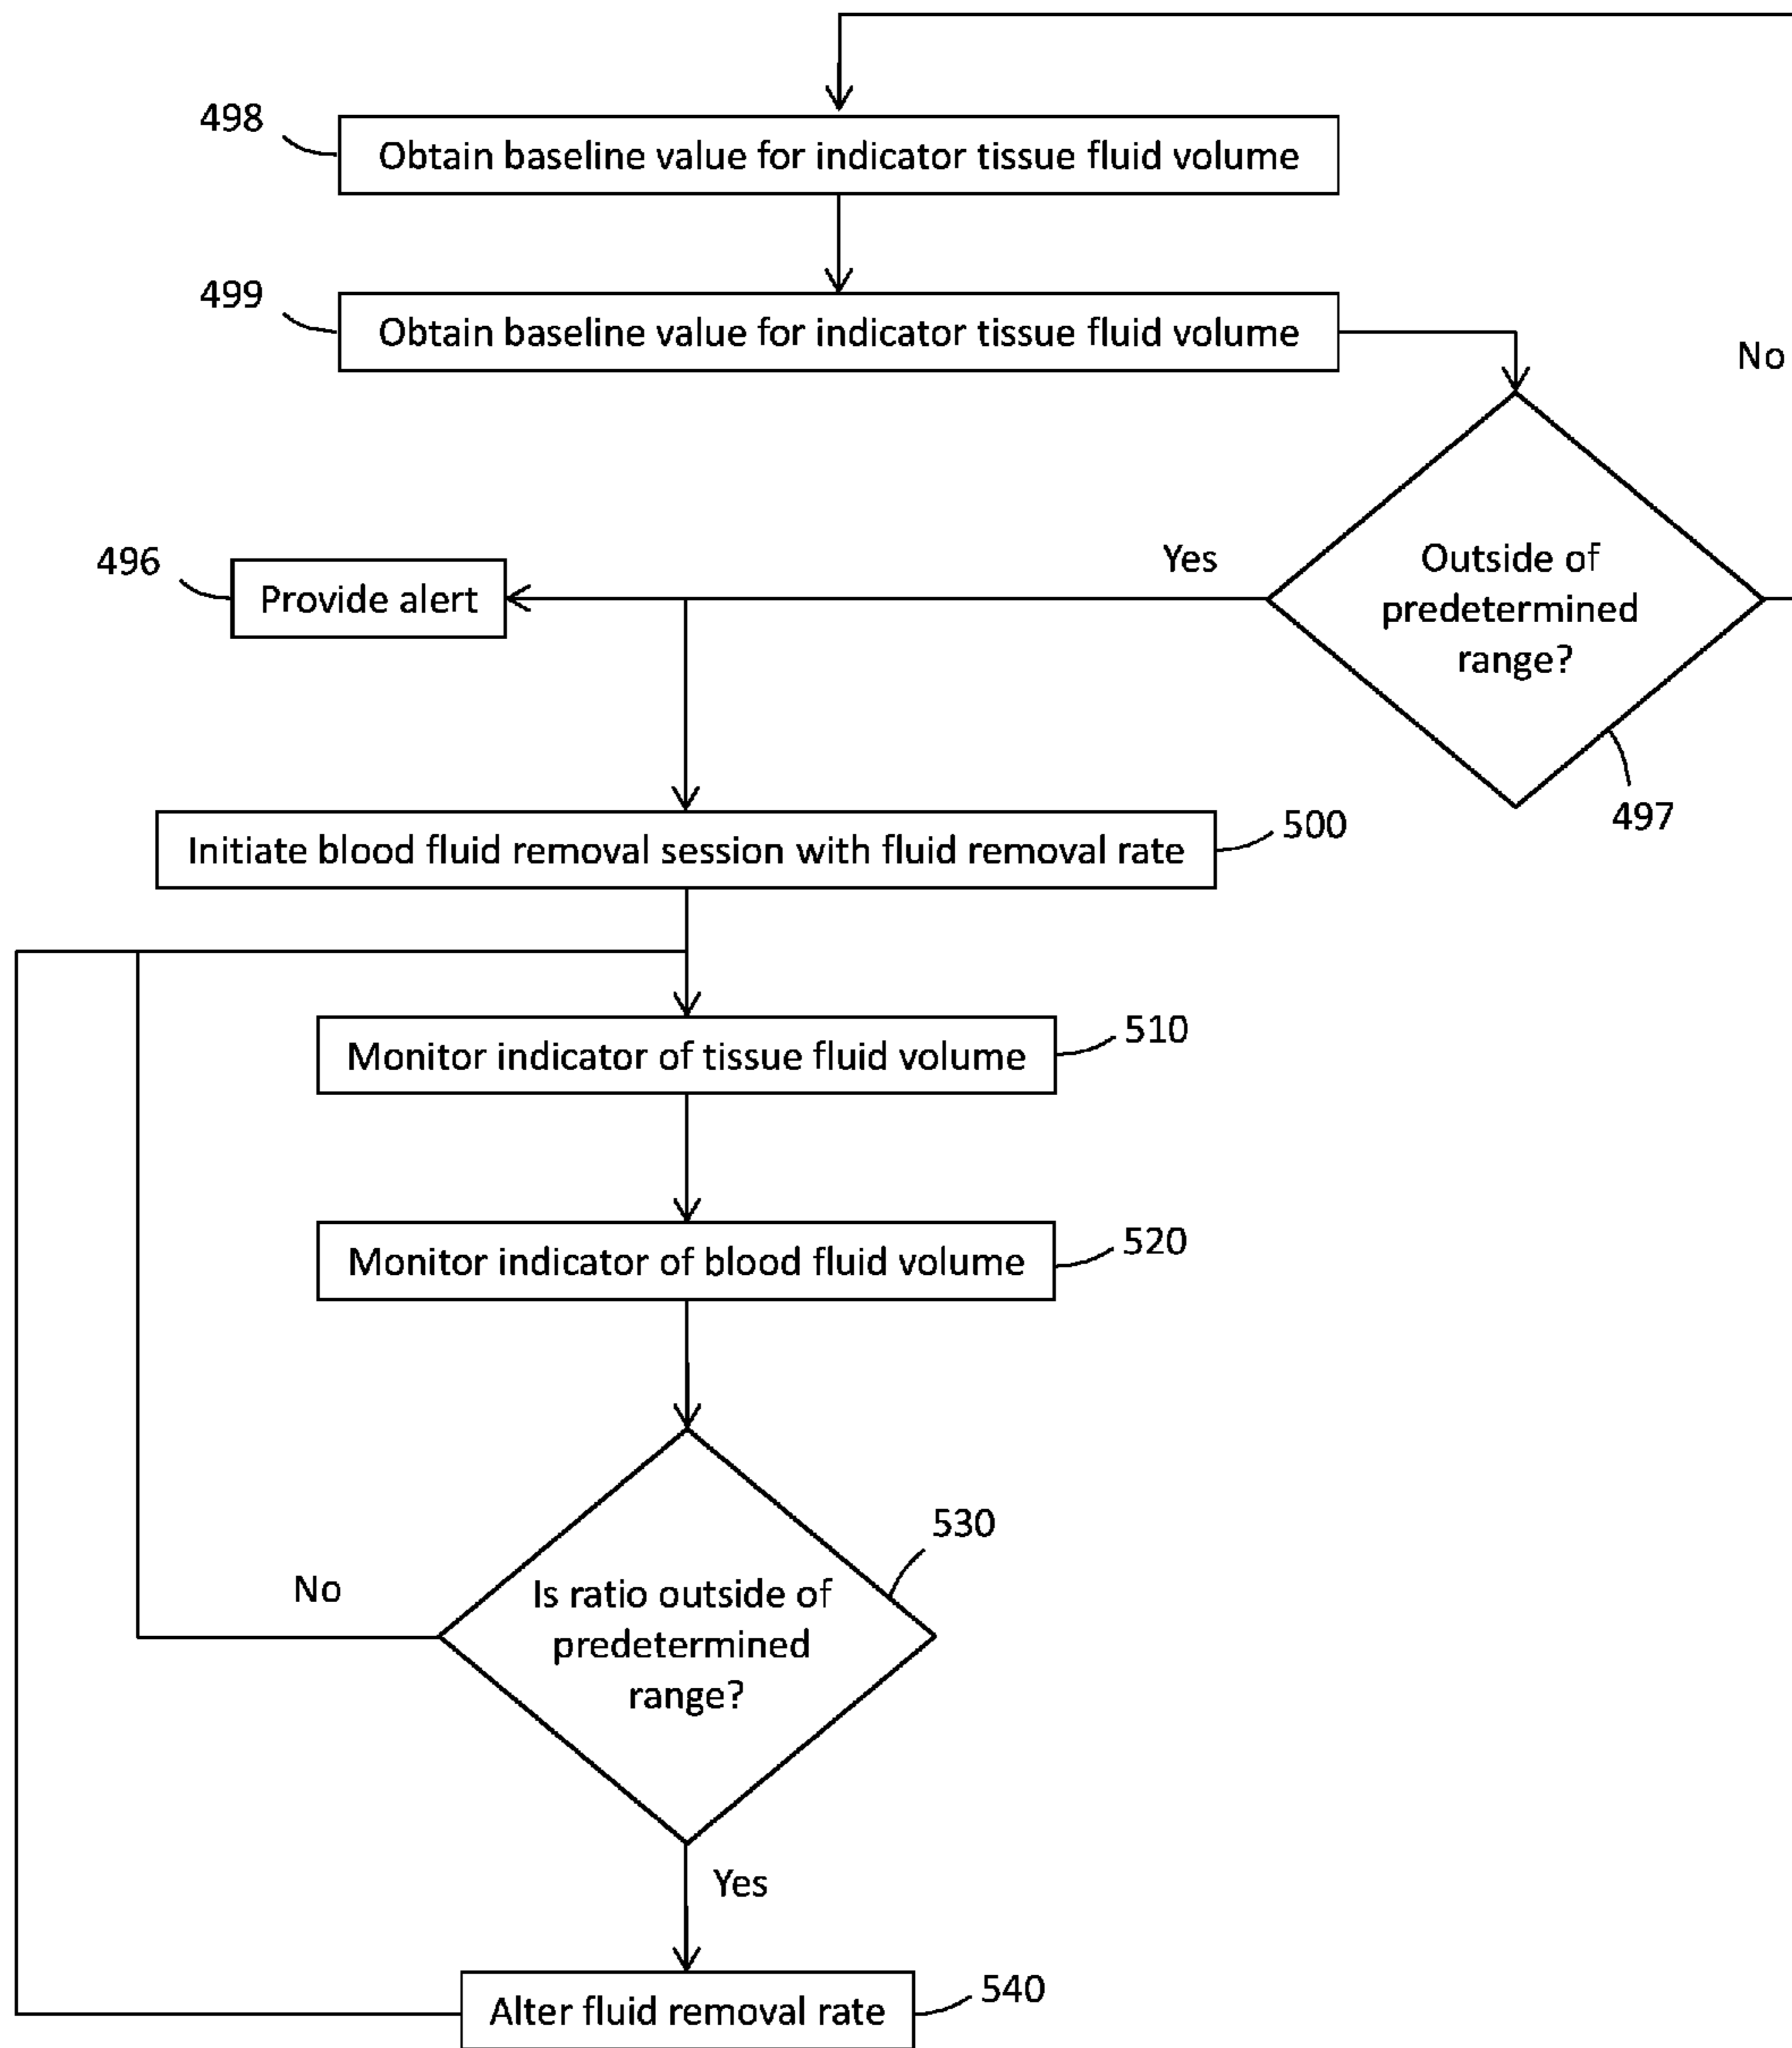 498
Obtain baseline value for indicator tissue fluid volume
499
Obtain baseline value for indicator tissue fluid volume
No
496
Provide alert
Yes
Outside of
predetermined
range?
497
Initiate blood fluid removal session with fluid removal rate
500
Monitor indicator of tissue fluid volume
510
Monitor indicator of blood fluid volume
520
530
No
Is ratio outside of
predetermined
range?
Yes
Alter fluid removal rate
540